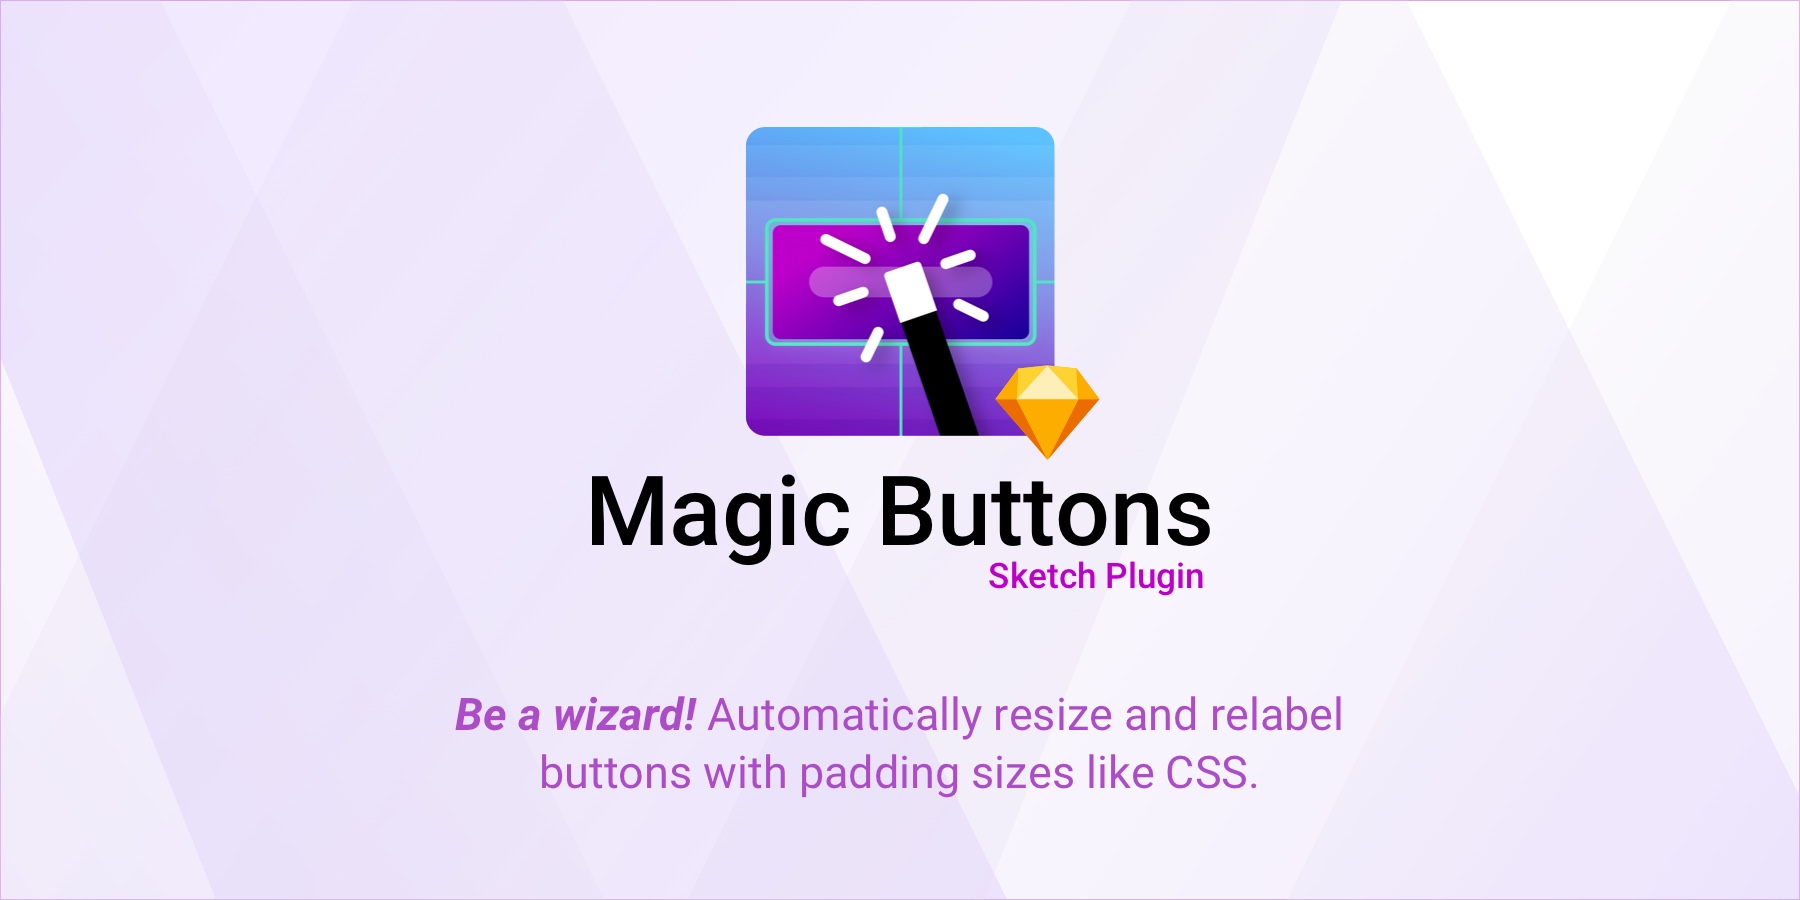 Magic Buttons
Sketch Plugin
Be a wizard! Automatically resize and relabel
buttons with padding sizes like CSS.